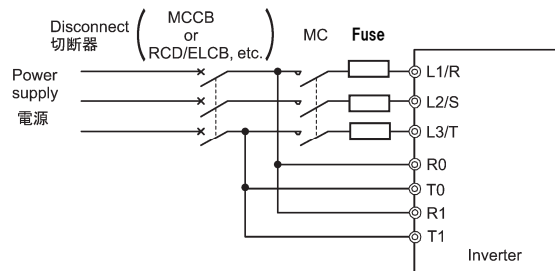 Disconnect
切断器
MCCB
or
RCD/ELCB, etc.
MC
Fuse
Power
supply
電源
L1/R
L2/S
L3/T
R0
T0
R1
T1
Inverter